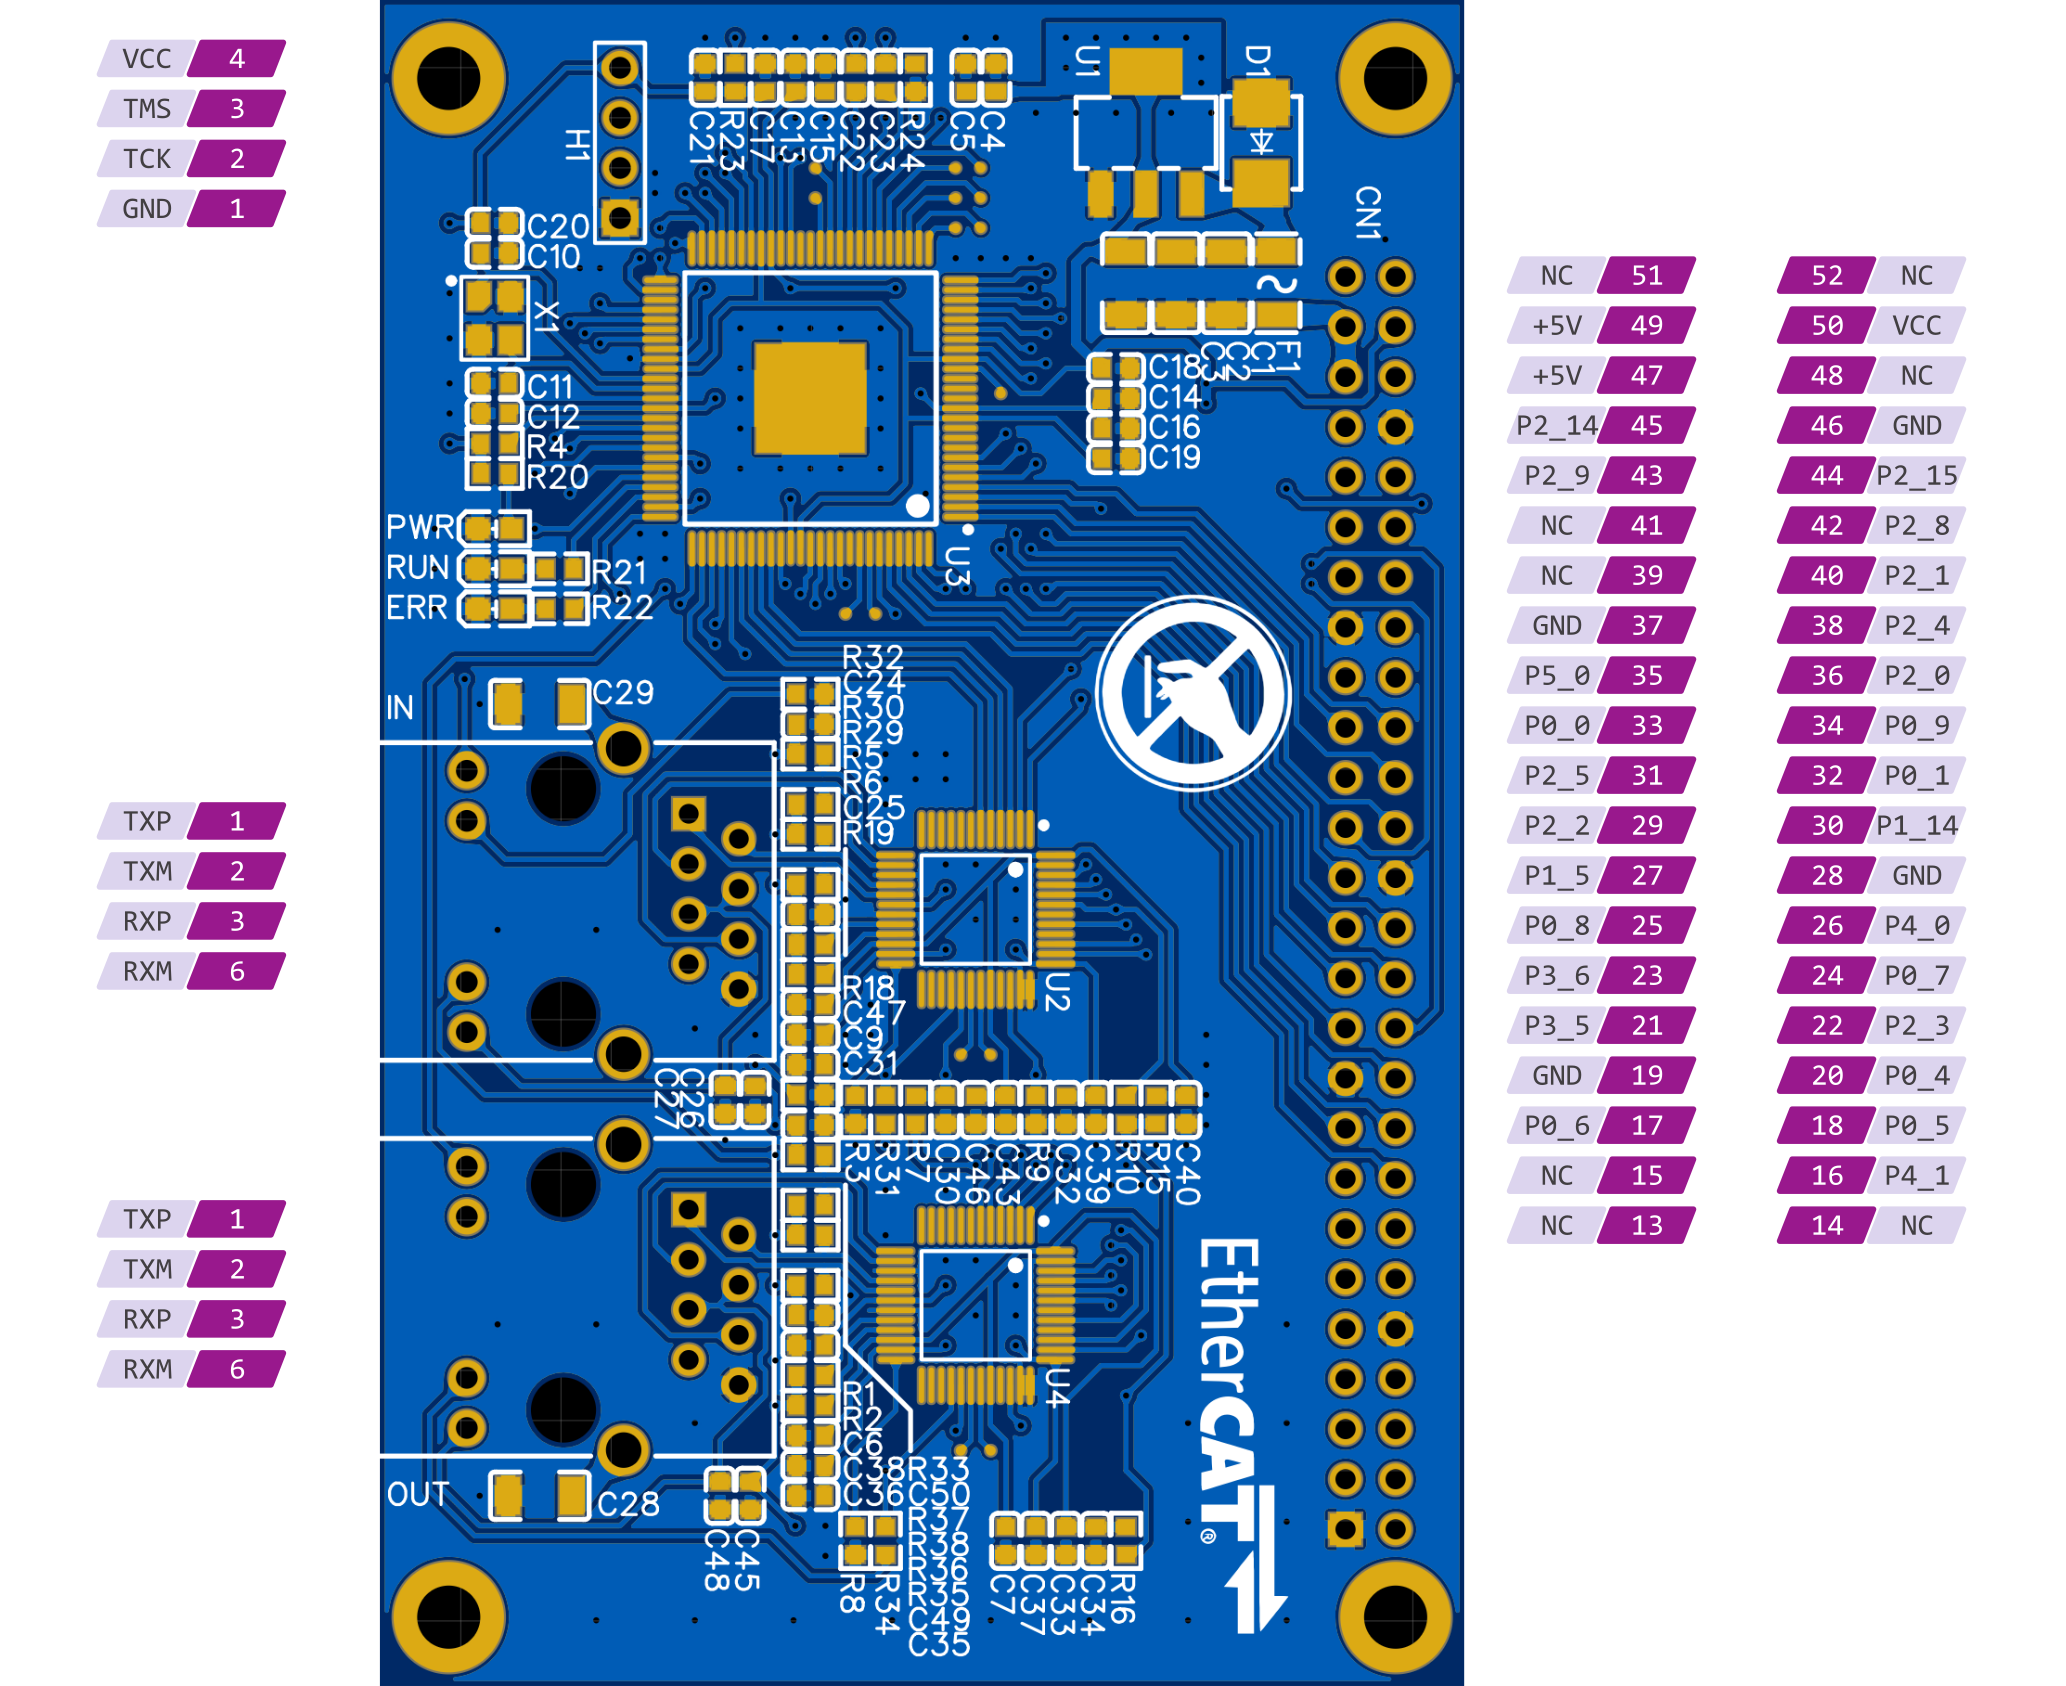 VCC 4
TMS 3
TCK 2
GND 1
H1
C21
R23
C17
C13
C15
C22
C23
R24
C5
C4
U1
D1
CN1
C20
C10
X1
C11
C12
R4
R20
PWR
RUN
R21
ERR
R22
U3
C3
C2
C1
F1
C18
C14
C16
C19
NC 51
52 NC
+5V 49
50 VCC
+5V 47
48 NC
P2_14 45
46 GND
P2_9 43
44 P2_15
NC 41
42 P2_8
NC 39
40 P2_1
GND 37
38 P2_4
P5_0 35
36 P2_0
P0_0 33
34 P0_9
P2_5 31
32 P0_1
P2_2 29
30 P1_14
P1_5 27
28 GND
P0_8 25
26 P4_0
P3_6 23
24 P0_7
P3_5 21
22 P2_3
GND 19
20 P0_4
P0_6 17
18 P0_5
NC 15
16 P4_1
NC 13
14 NC
IN
C29
R32
C24
R30
R29
R5
R6
C25
R19
TXP 1
TXM 2
RXP 3
RXM 6
U2
R18
C47
C9
C31
C27
C26
R3
R31
R7
C30
C46
C43
R9
C32
C39
R10
R15
C40
TXP 1
TXM 2
RXP 3
RXM 6
U4
R1
R2
C6
C38
C36
OUT
C28
C48
C45
R33
C50
R37
R38
R36
R35
C49
C35
R8
R34
C7
C37
C33
C34
R16
EtherCAT®